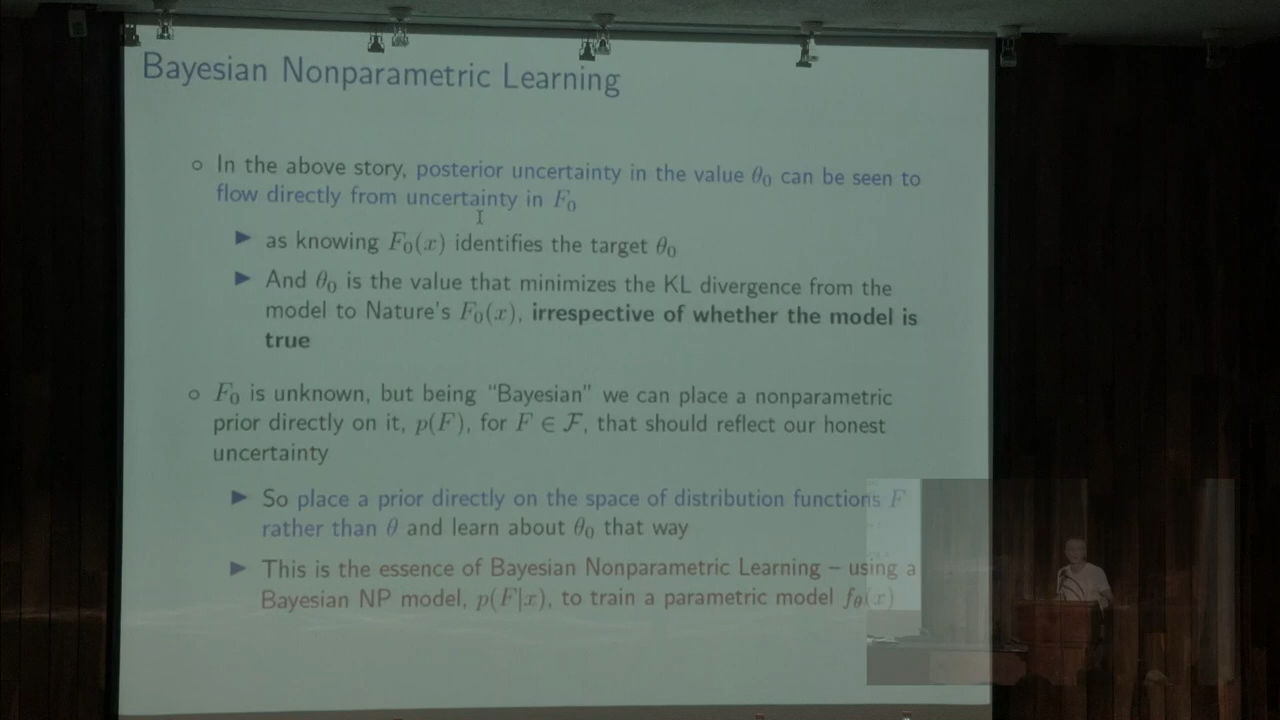 Bayesian Nonparametric Learning
In the above story, posterior uncertainty in the value θ₀ can be seen to
flow directly from uncertainty in F₀
as knowing F₀(x) identifies the target θ₀
And θ₀ is the value that minimizes the KL divergence from the
model to Nature's F₀(x), irrespective of whether the model is
true
F₀ is unknown, but being "Bayesian" we can place a nonparametric
prior directly on it, p(F), for F ∈ ℱ, that should reflect our honest
uncertainty
So place a prior directly on the space of distribution functions F
rather than θ and learn about θ₀ that way
This is the essence of Bayesian Nonparametric Learning – using a
Bayesian NP model, p(F|x), to train a parametric model f_θ(x)